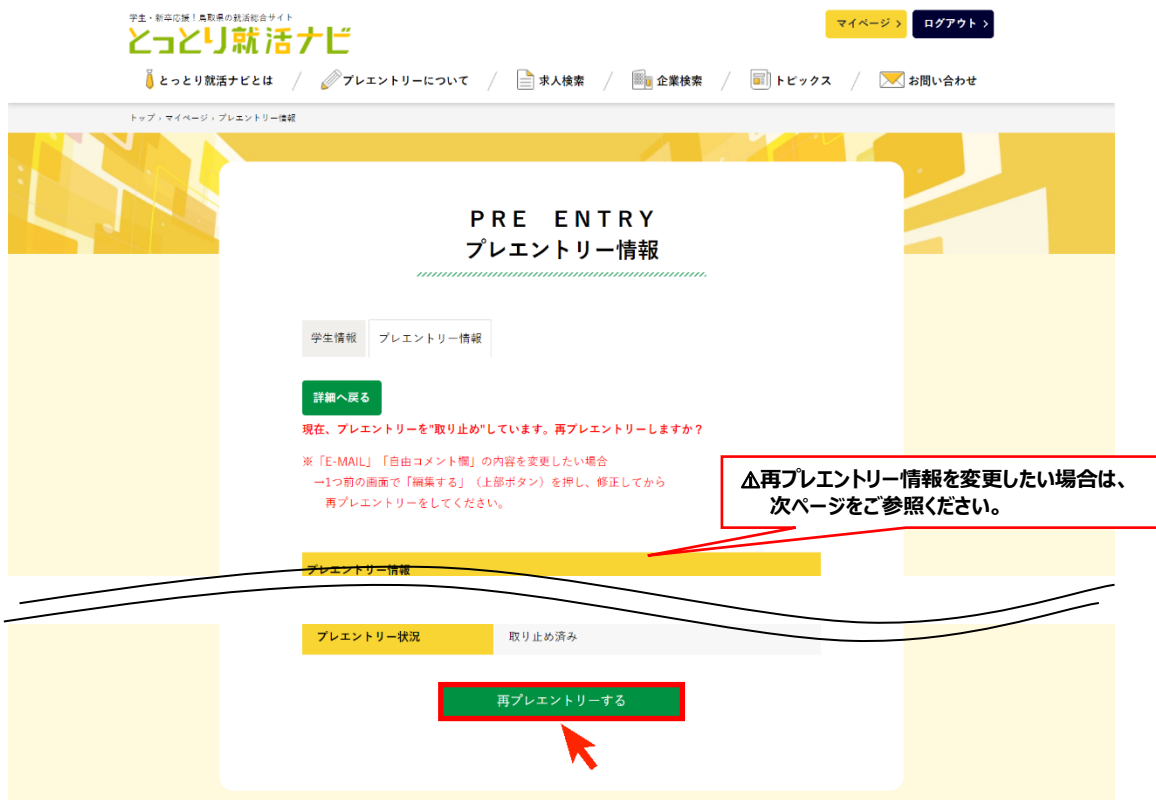 学生・新卒応援！鳥取県の就活総合サイト
とっとり就活ナビ
マイページ ›
ログアウト ›
とっとり就活ナビとは / プレエントリーについて / 求人検索 / 企業検索 / トピックス / お問い合わせ
トップ › マイページ › プレエントリー情報
PRE ENTRY
プレエントリー情報
学生情報
プレエントリー情報
詳細へ戻る
現在、プレエントリーを"取り止め"しています。再プレエントリーしますか？
※「E-MAIL」「自由コメント欄」の内容を変更したい場合
→1つ前の画面で「編集する」（上部ボタン）を押し、修正してから
再プレエントリーをしてください。
⚠再プレエントリー情報を変更したい場合は、
次ページをご参照ください。
プレエントリー情報
プレエントリー状況
取り止め済み
再プレエントリーする